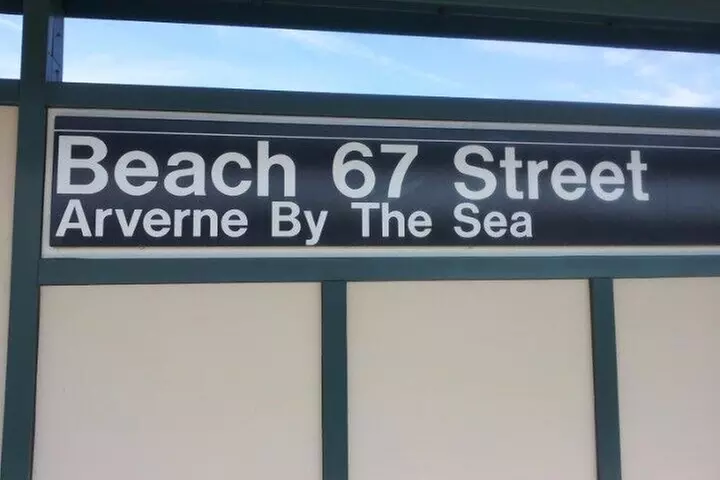 Beach 67 Street
Arverne By The Sea